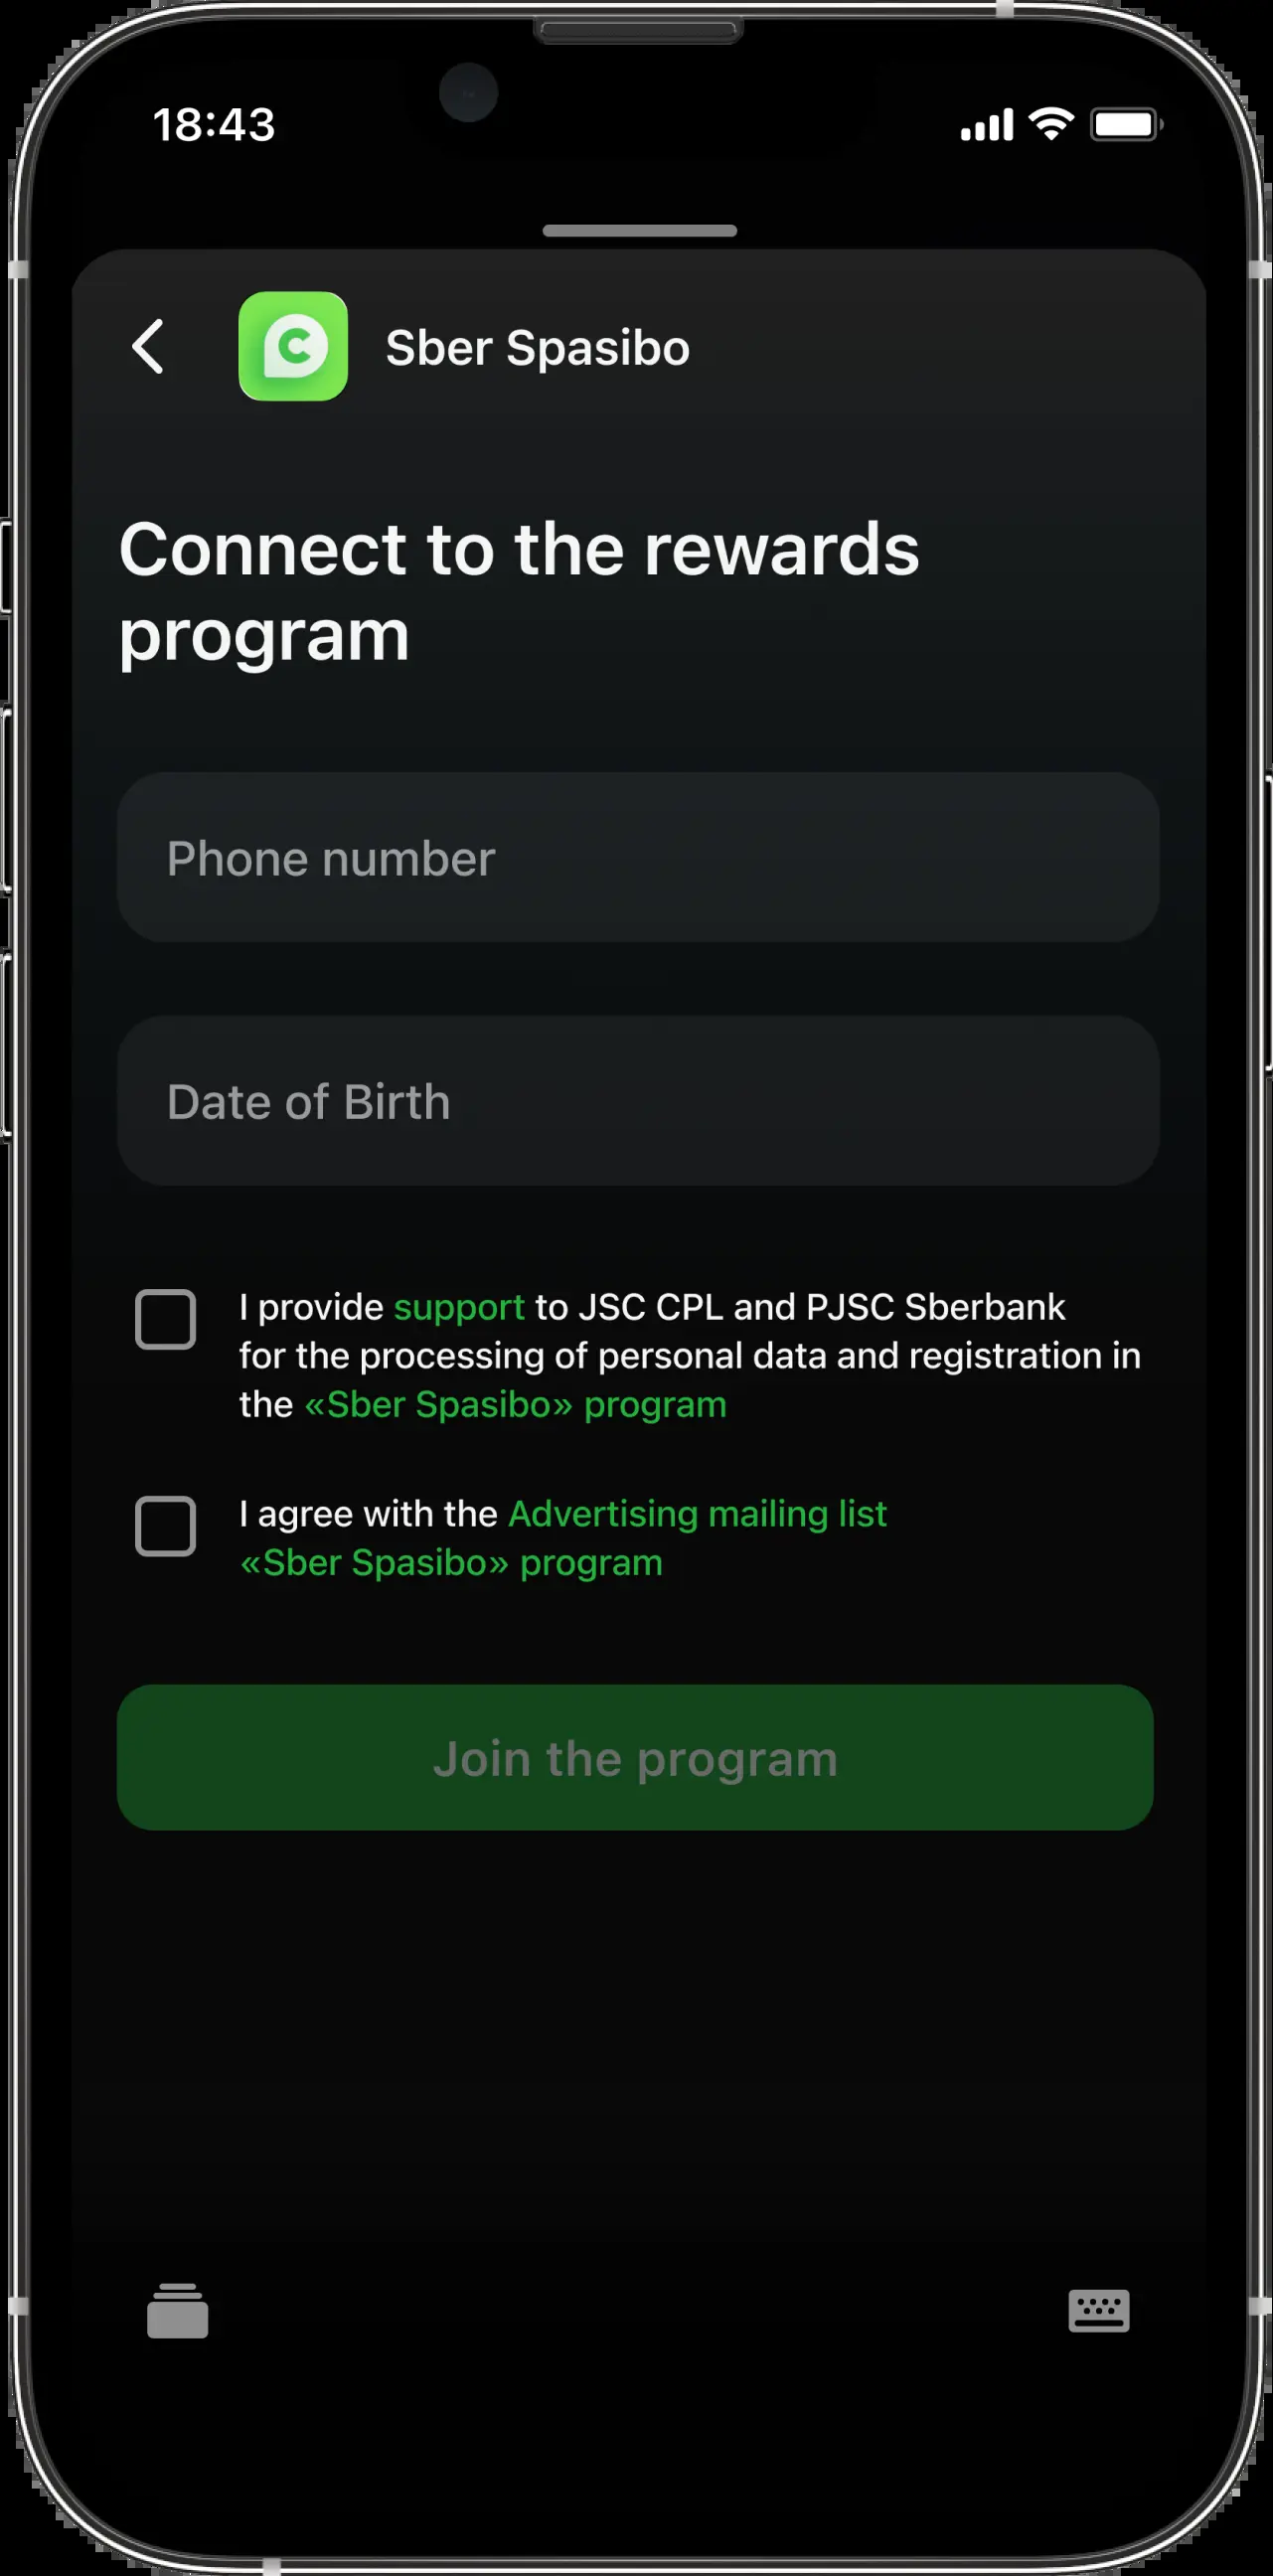 18:43
Sber Spasibo
Connect to the rewards
program
Phone number
Date of Birth
I provide support to JSC CPL and PJSC Sberbank
for the processing of personal data and registration in
the «Sber Spasibo» program
I agree with the Advertising mailing list
«Sber Spasibo» program
Join the program